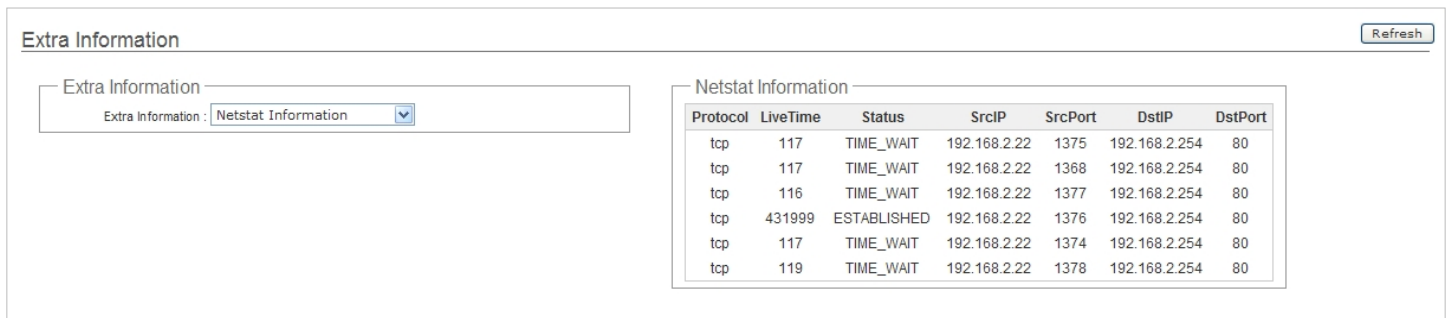 Extra Information
Refresh
Extra Information
Extra Information : Netstat Information
Netstat Information
Protocol LiveTime Status SrcIP SrcPort DstIP DstPort
tcp 117 TIME_WAIT 192.168.2.22 1375 192.168.2.254 80
tcp 117 TIME_WAIT 192.168.2.22 1368 192.168.2.254 80
tcp 116 TIME_WAIT 192.168.2.22 1377 192.168.2.254 80
tcp 431999 ESTABLISHED 192.168.2.22 1376 192.168.2.254 80
tcp 117 TIME_WAIT 192.168.2.22 1374 192.168.2.254 80
tcp 119 TIME_WAIT 192.168.2.22 1378 192.168.2.254 80